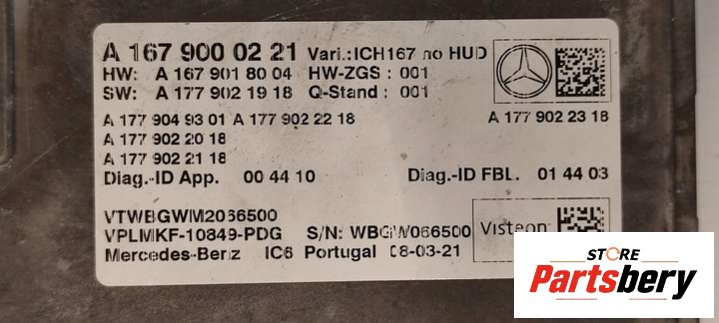 A 167 900 02 21 Vari.:ICH167 no HUD
HW: A 167 901 80 04 HW-ZGS : 001
SW: A 177 902 19 18 Q-Stand : 001
A 177 904 93 01 A 177 902 22 18
A 177 902 23 18
A 177 902 20 18
A 177 902 21 18
Diag.-ID App. 00 44 10
Diag.-ID FBL. 01 44 03
VTWBGWM2066500
VPLMKF-10849-PDG S/N: WBGW066500
Visteon
Mercedes-Benz IC6 Portugal 08-03-21
STORE
Partsbery